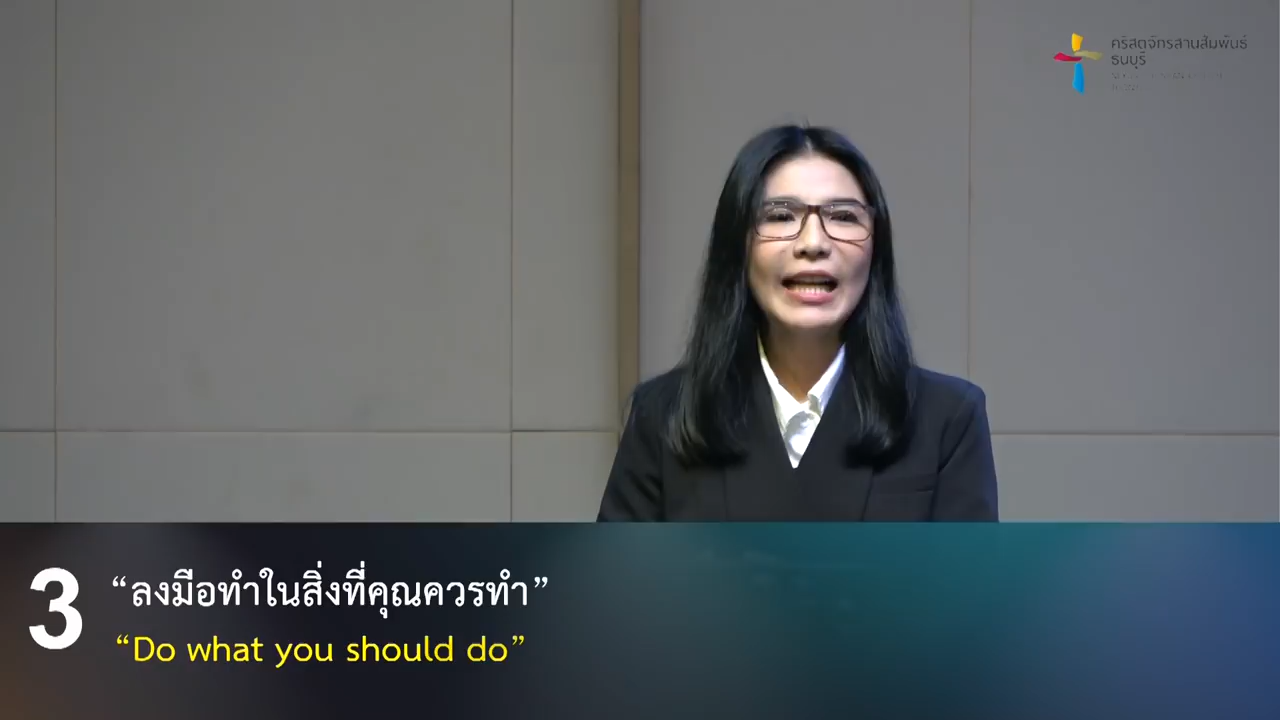 คริสตจักรสานสัมพันธ์
ธนบุรี
3
“ลงมือทำในสิ่งที่คุณควรทำ”
“Do what you should do”